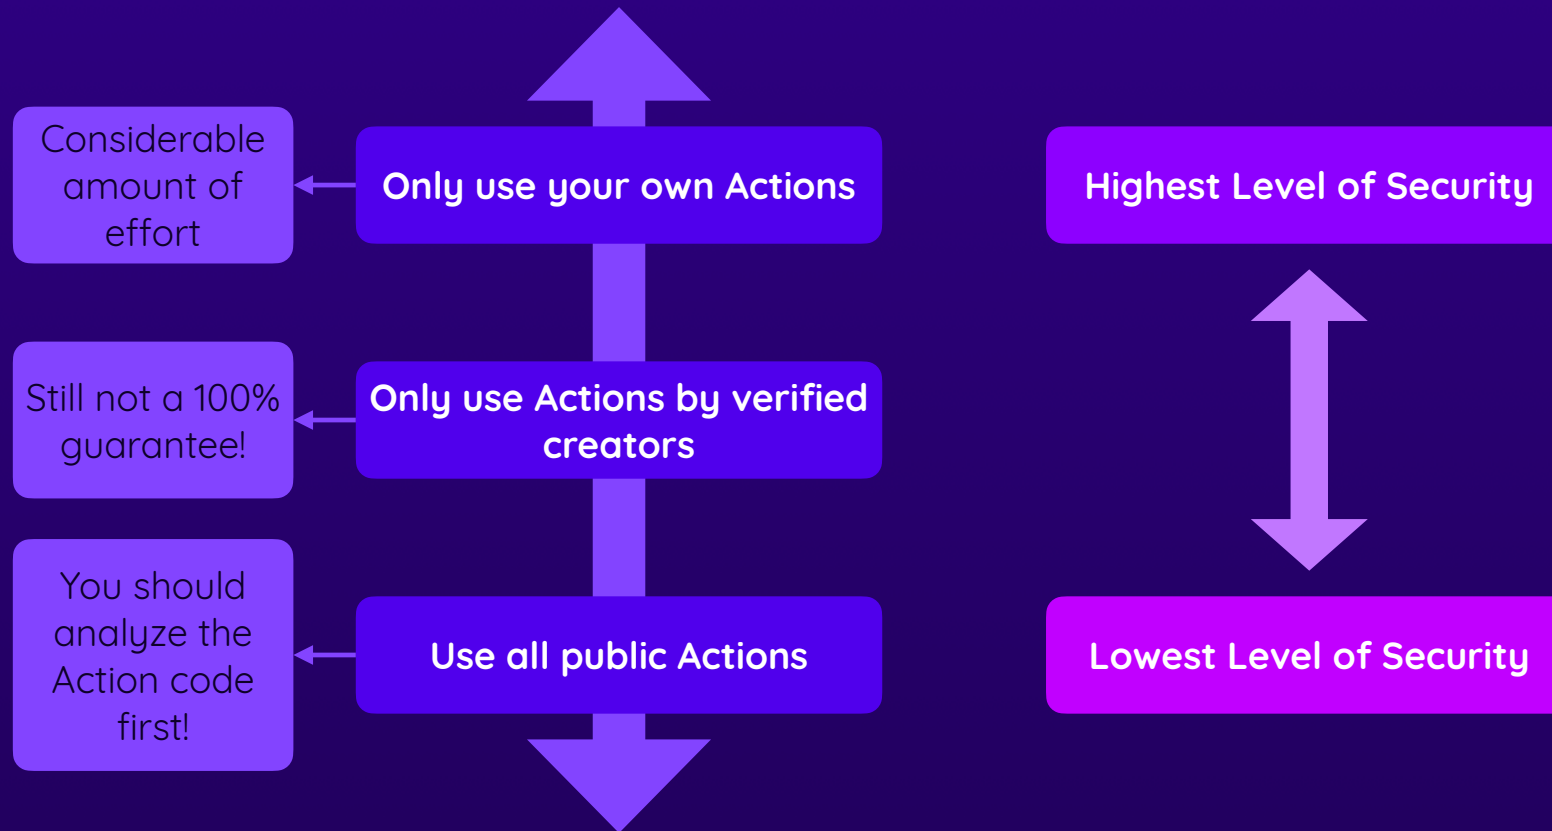 Considerable
amount of
effort
Only use your own Actions
Highest Level of Security
Still not a 100%
guarantee!
Only use Actions by verified
creators
You should
analyze the
Action code
first!
Use all public Actions
Lowest Level of Security